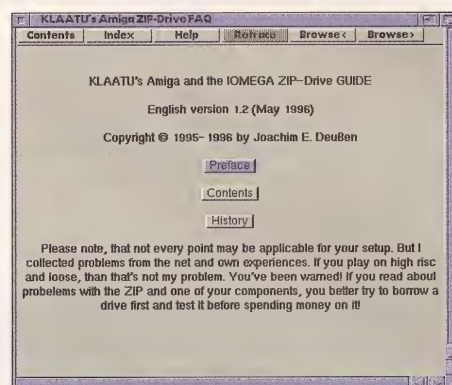 KLAATU's Amiga ZIP-Drive FAQ
Contents Index Help Retrace Browse< Browse>
KLAATU's Amiga and the IOMEGA ZIP-Drive GUIDE
English version 1.2 (May 1996)
Copyright © 1995-1996 by Joachim E. Deußen
Preface
Contents
History
Please note, that not every point may be applicable for your setup. But I
collected problems from the net and own experiences. If you play on high risc
and loose, than that's not my problem. You've been warned! If you read about
probelems with the ZIP and one of your components, you better try to borrow a
drive first and test it before spending money on it!